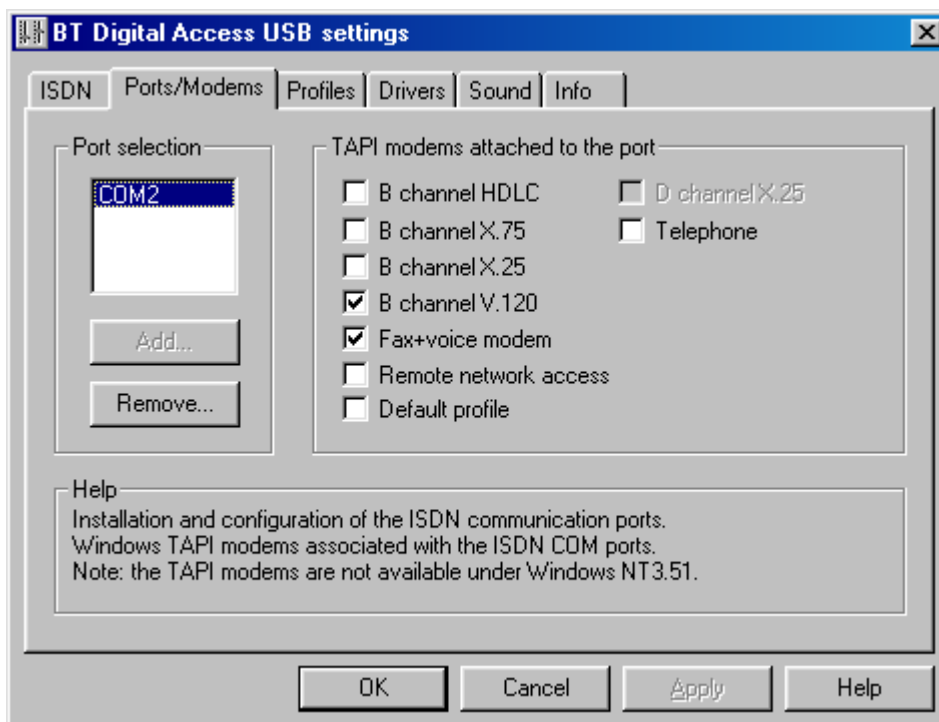 BT Digital Access USB settings
ISDN Ports/Modems Profiles Drivers Sound Info
Port selection
COM2
Add...
Remove...
TAPI modems attached to the port
B channel HDLC
B channel X.75
B channel X.25
B channel V.120
Fax+voice modem
Remote network access
Default profile
D channel X.25
Telephone
Help
Installation and configuration of the ISDN communication ports.
Windows TAPI modems associated with the ISDN COM ports.
Note: the TAPI modems are not available under Windows NT3.51.
OK Cancel Apply Help